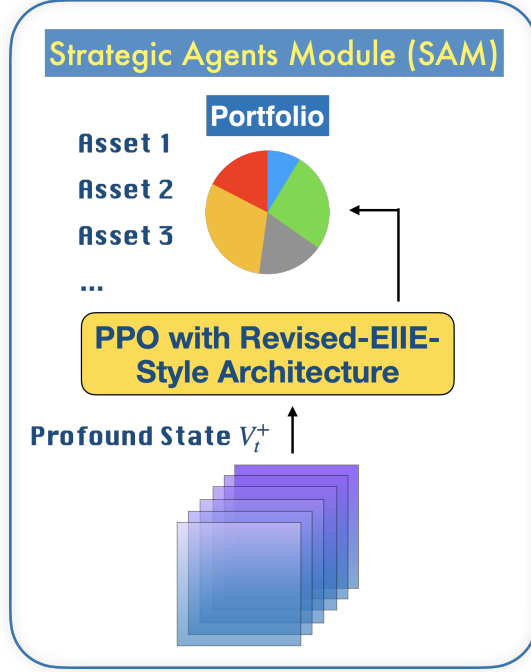 Strategic Agents Module (SAM)
Portfolio
Asset 1
Asset 2
Asset 3
...
PPO with Revised-EIIE-
Style Architecture
Profound State $V_t^+$